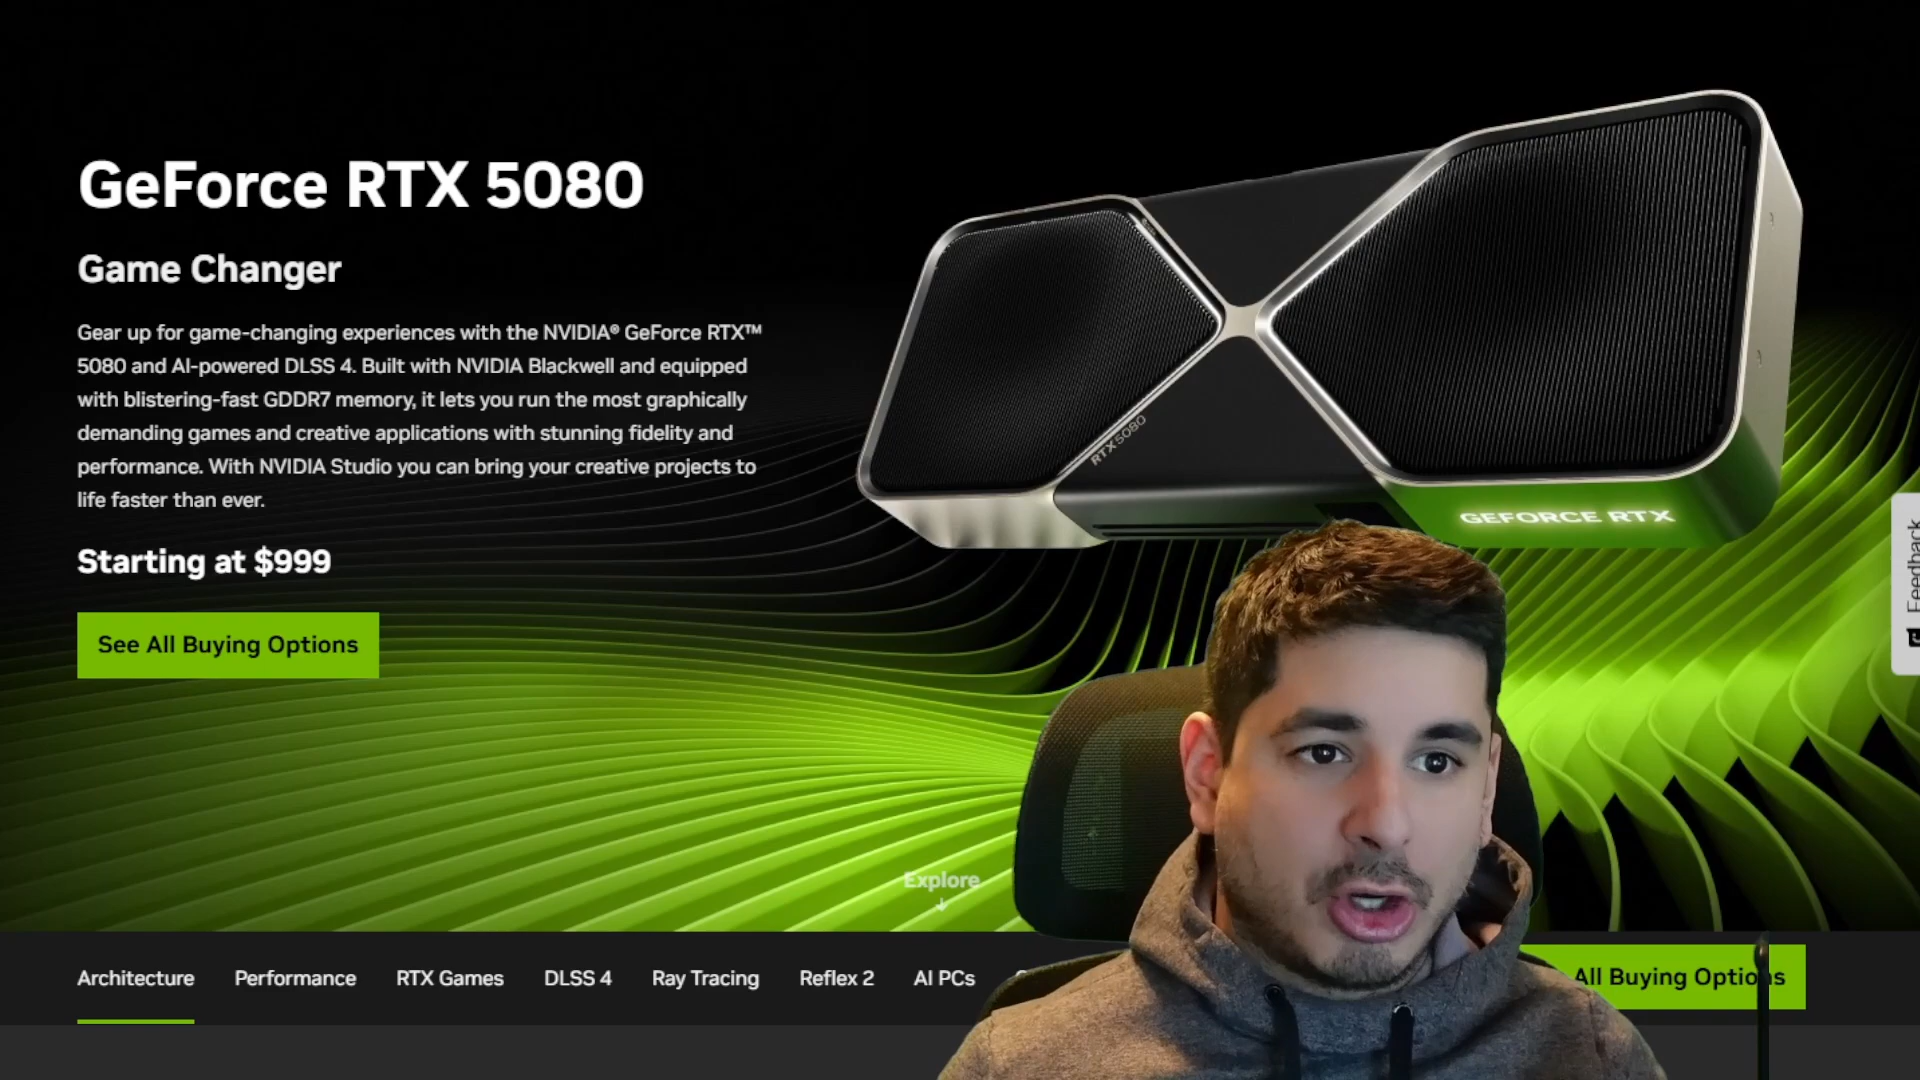 GeForce RTX 5080
Game Changer
Gear up for game-changing experiences with the NVIDIA® GeForce RTX™
5080 and AI-powered DLSS 4. Built with NVIDIA Blackwell and equipped
with blistering-fast GDDR7 memory, it lets you run the most graphically
demanding games and creative applications with stunning fidelity and
performance. With NVIDIA Studio you can bring your creative projects to
life faster than ever.
Starting at $999
See All Buying Options
RTX 5080
GEFORCE RTX
Feedback
Explore
Architecture Performance RTX Games DLSS 4 Ray Tracing Reflex 2 AI PCs
All Buying Options